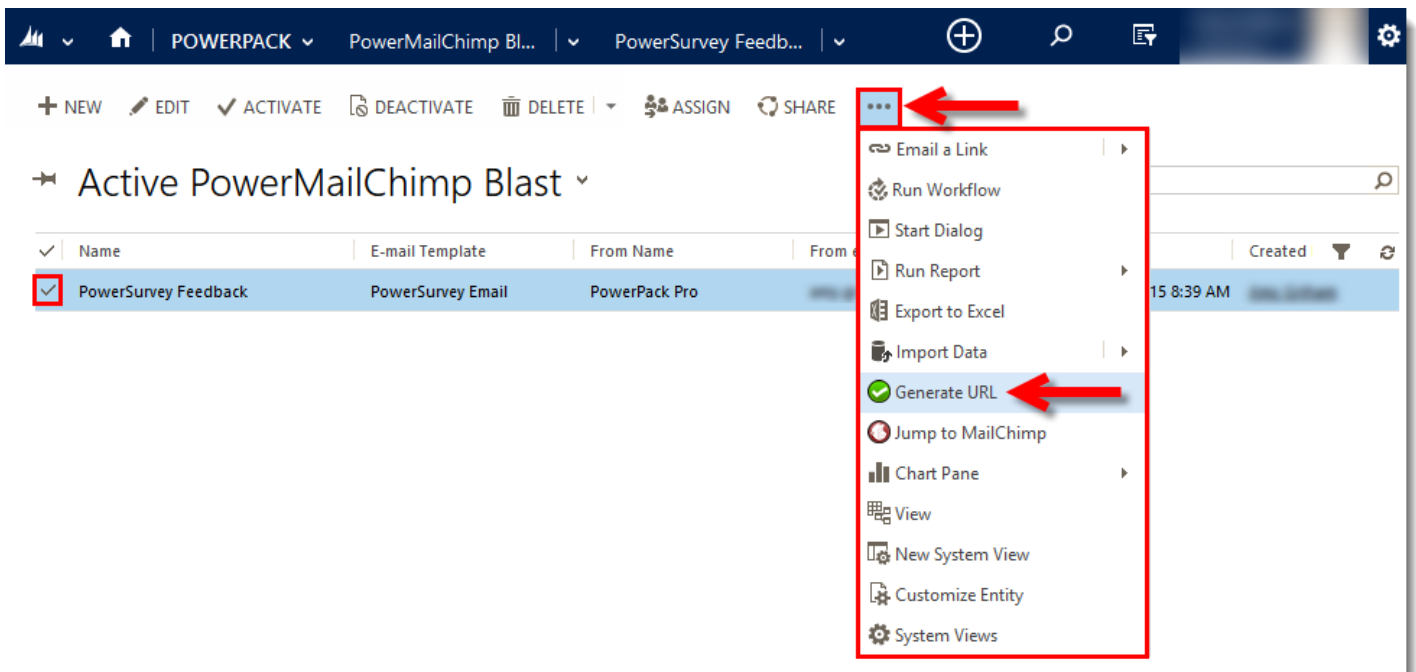 POWERPACK PowerMailChimp Bl... PowerSurvey Feedb...
NEW EDIT ACTIVATE DEACTIVATE DELETE ASSIGN SHARE ...
Active PowerMailChimp Blast
Name E-mail Template From Name From Created
PowerSurvey Feedback PowerSurvey Email PowerPack Pro 15 8:39 AM
Email a Link
Run Workflow
Start Dialog
Run Report
Export to Excel
Import Data
Generate URL
Jump to MailChimp
Chart Pane
View
New System View
Customize Entity
System Views